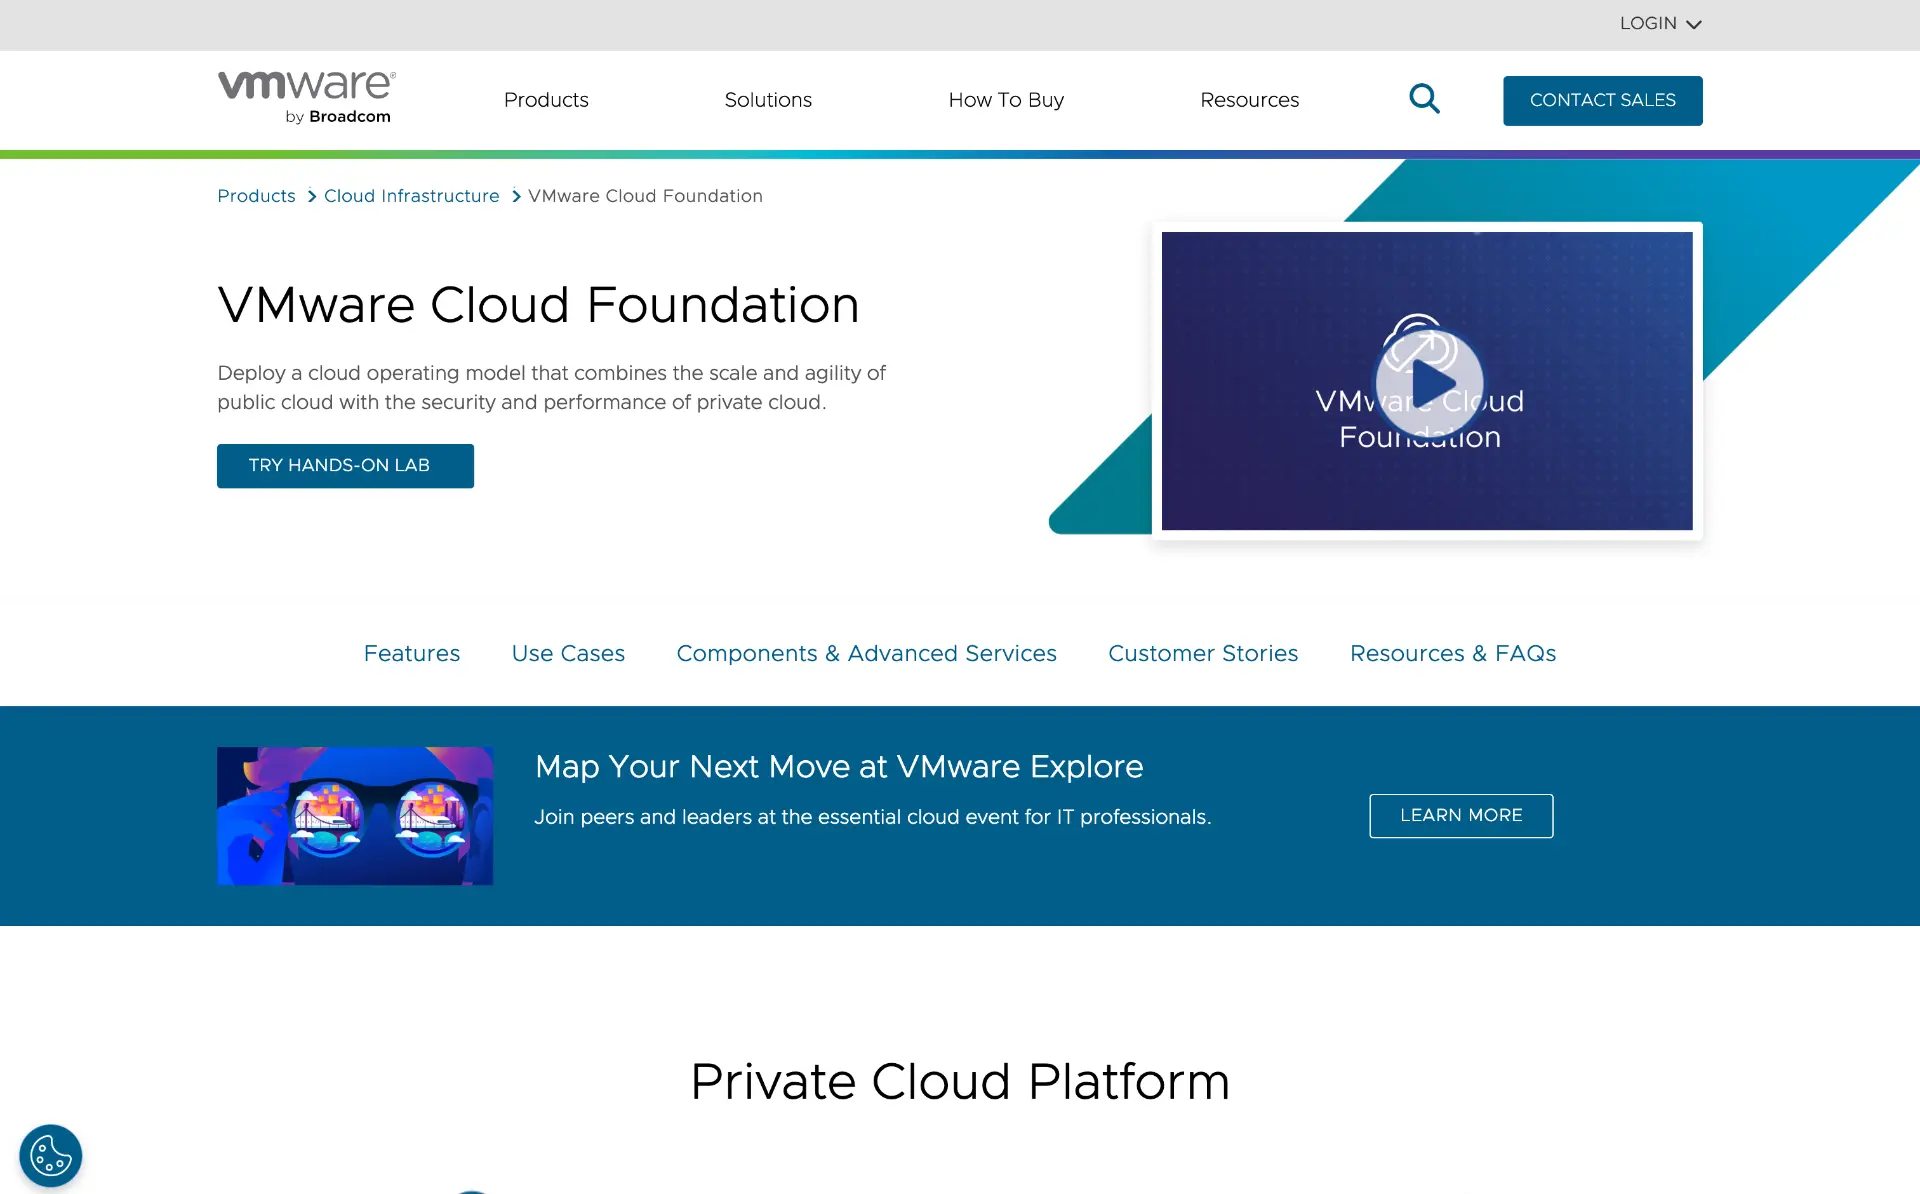 LOGIN
vmware®
by Broadcom
Products
Solutions
How To Buy
Resources
CONTACT SALES
Products
Cloud Infrastructure
VMware Cloud Foundation
VMware Cloud Foundation
Deploy a cloud operating model that combines the scale and agility of
public cloud with the security and performance of private cloud.
TRY HANDS-ON LAB
VMware Cloud
Foundation
Features
Use Cases
Components & Advanced Services
Customer Stories
Resources & FAQs
Map Your Next Move at VMware Explore
Join peers and leaders at the essential cloud event for IT professionals.
LEARN MORE
Private Cloud Platform